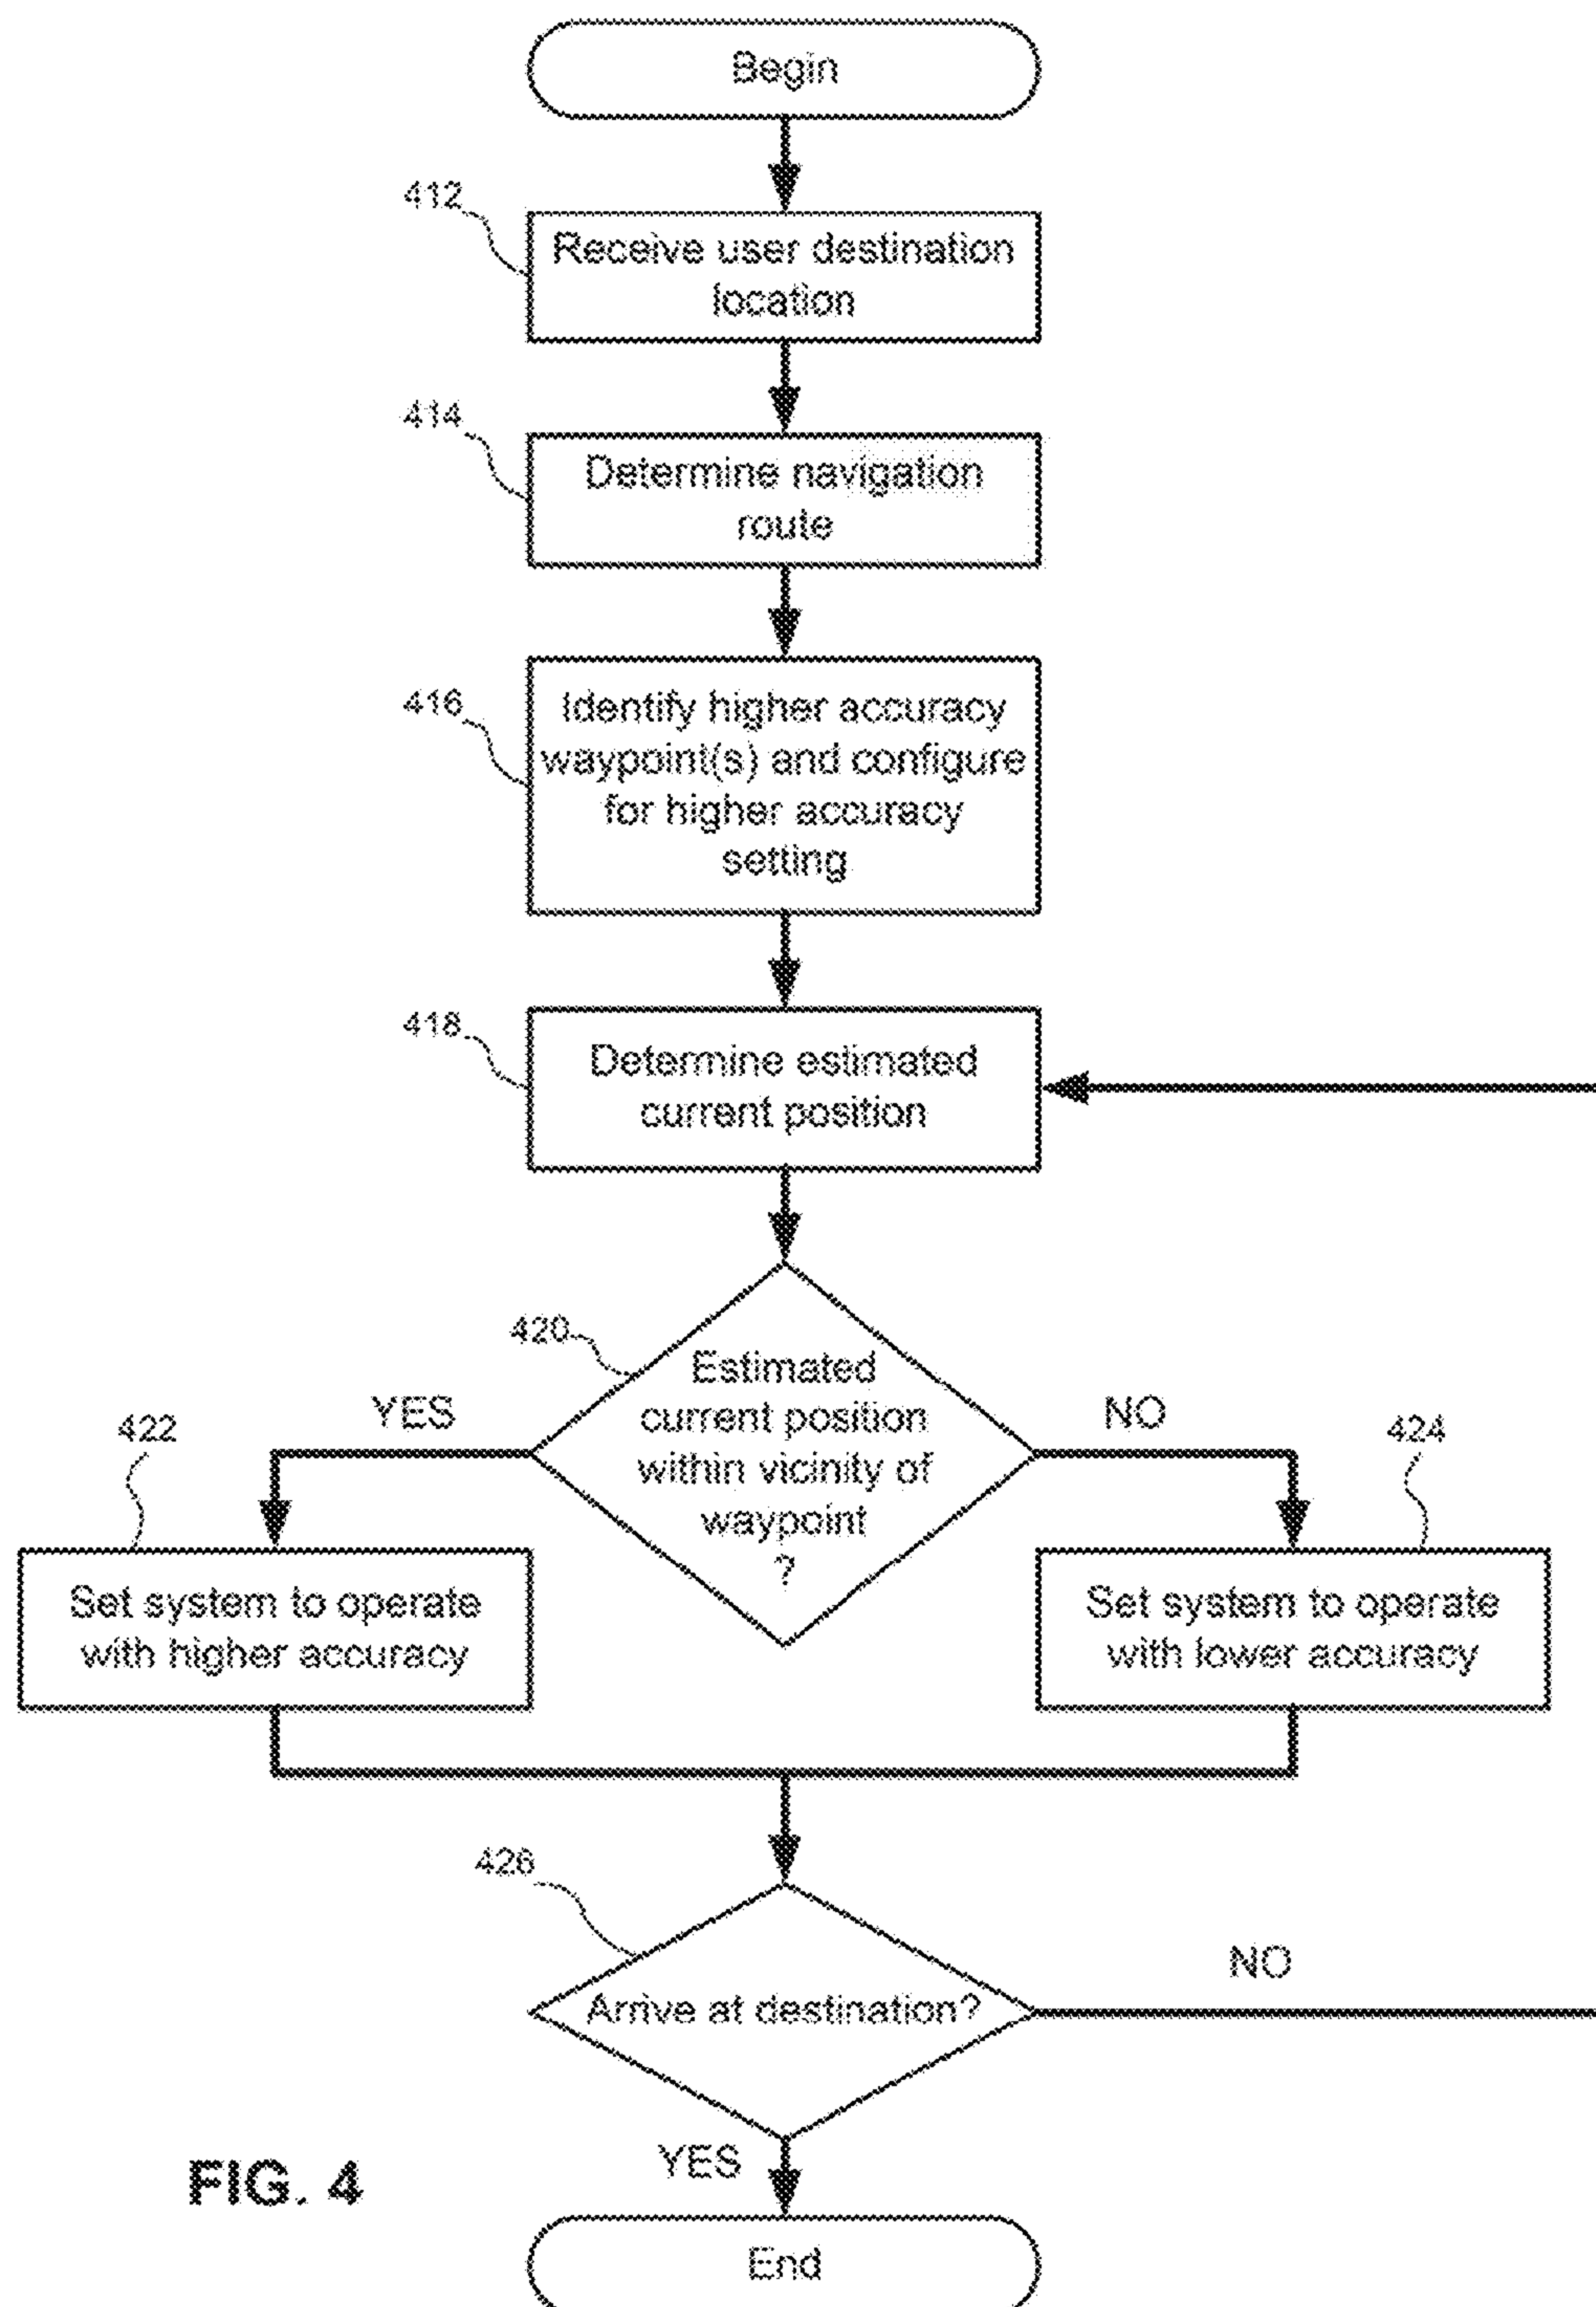 Begin
412
Receive user destination
location
414
Determine navigation
route
416
Identify higher accuracy
waypoint(s) and configure
for higher accuracy
setting
418
Determine estimated
current position
420
Estimated
current position
within vicinity of
waypoint
?
YES
NO
422
424
Set system to operate
with higher accuracy
Set system to operate
with lower accuracy
426
Arrive at destination?
NO
YES
FIG. 4
End